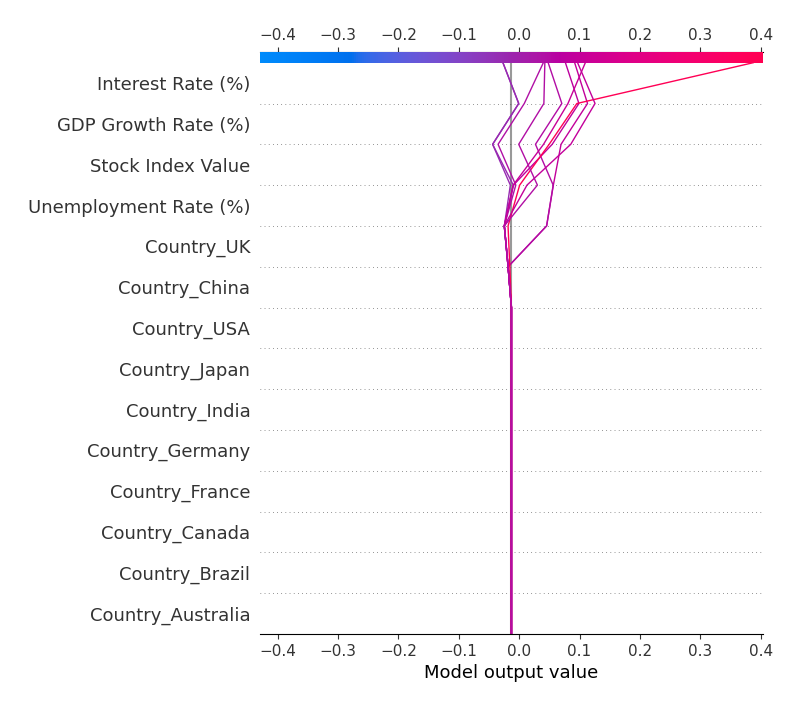 −0.4 −0.3 −0.2 −0.1 0.0 0.1 0.2 0.3 0.4
Interest Rate (%)
GDP Growth Rate (%)
Stock Index Value
Unemployment Rate (%)
Country_UK
Country_China
Country_USA
Country_Japan
Country_India
Country_Germany
Country_France
Country_Canada
Country_Brazil
Country_Australia
−0.4 −0.3 −0.2 −0.1 0.0 0.1 0.2 0.3 0.4
Model output value